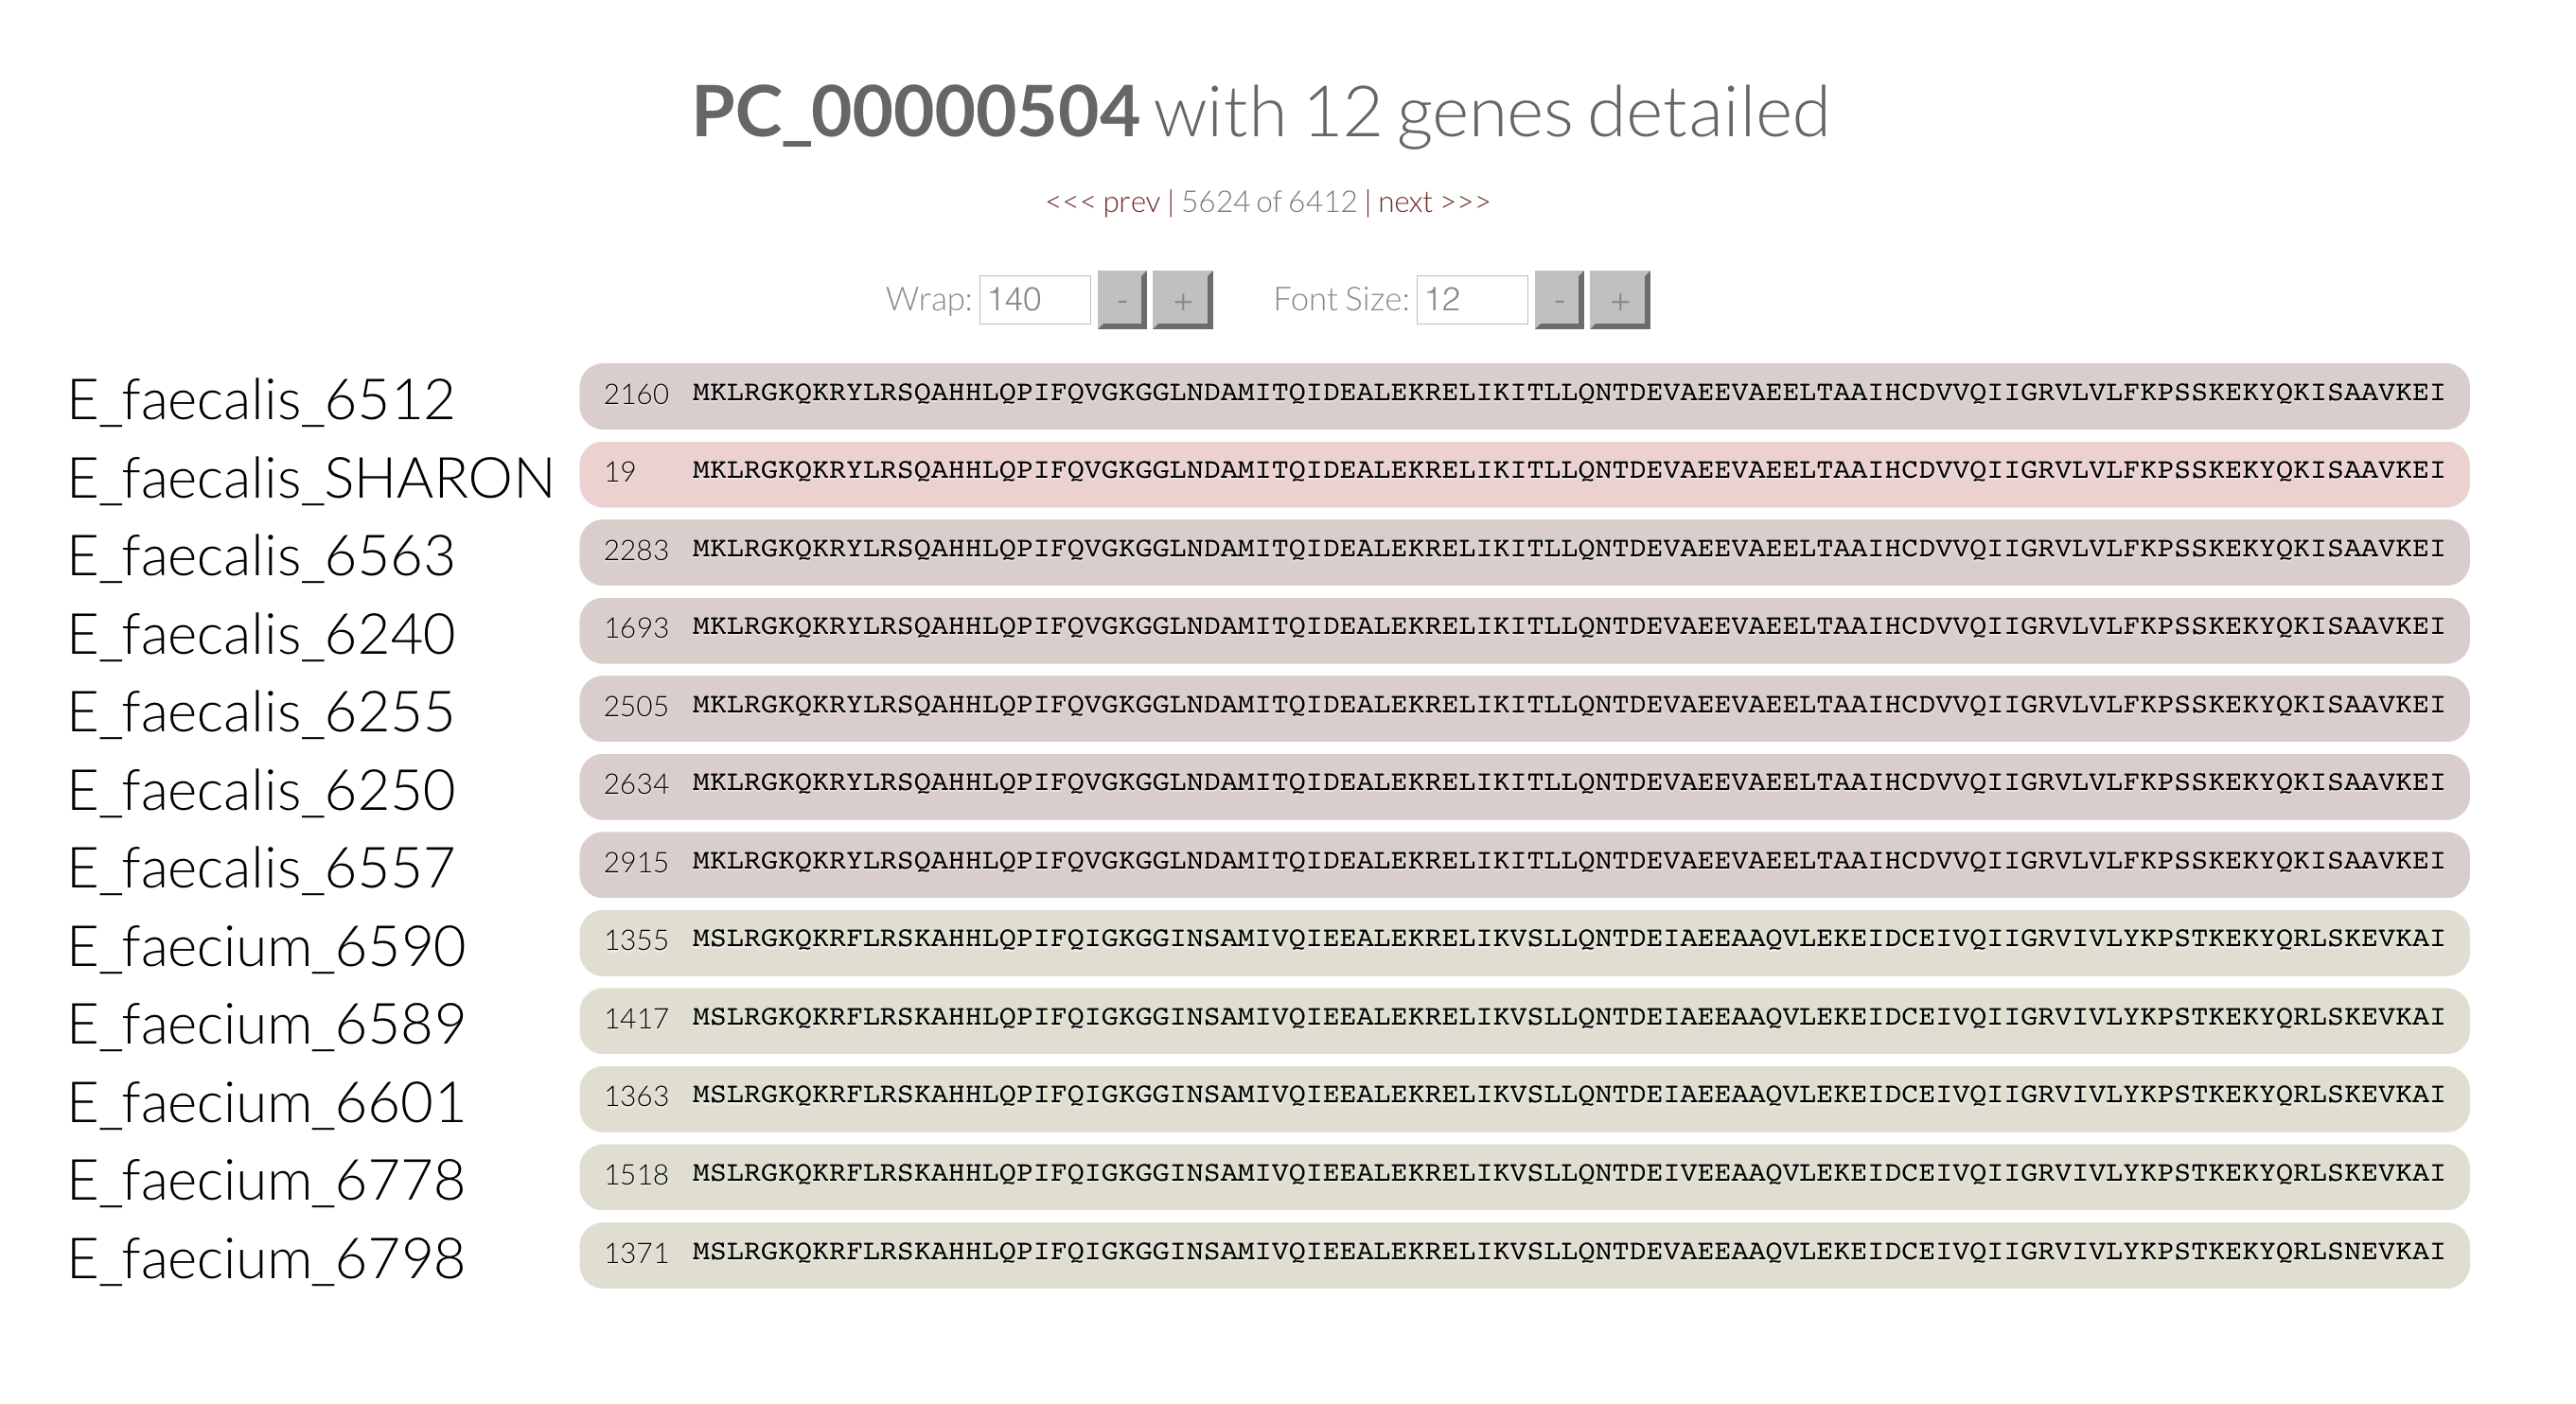 PC_00000504 with 12 genes detailed
<<< prev | 5624 of 6412 | next >>>
Wrap: 140 - + Font Size: 12 - +
E_faecalis_6512 2160 MKLRGKQKRYLRSQAHHLQPIFQVGKGGLNDAMITQIDEALEKRELIKITLLQNTDEVAEEVAEELTAAIHCDVVQIIGRVLVLFKPSSKEKYQKISAAVKEI
E_faecalis_SHARON 19 MKLRGKQKRYLRSQAHHLQPIFQVGKGGLNDAMITQIDEALEKRELIKITLLQNTDEVAEEVAEELTAAIHCDVVQIIGRVLVLFKPSSKEKYQKISAAVKEI
E_faecalis_6563 2283 MKLRGKQKRYLRSQAHHLQPIFQVGKGGLNDAMITQIDEALEKRELIKITLLQNTDEVAEEVAEELTAAIHCDVVQIIGRVLVLFKPSSKEKYQKISAAVKEI
E_faecalis_6240 1693 MKLRGKQKRYLRSQAHHLQPIFQVGKGGLNDAMITQIDEALEKRELIKITLLQNTDEVAEEVAEELTAAIHCDVVQIIGRVLVLFKPSSKEKYQKISAAVKEI
E_faecalis_6255 2505 MKLRGKQKRYLRSQAHHLQPIFQVGKGGLNDAMITQIDEALEKRELIKITLLQNTDEVAEEVAEELTAAIHCDVVQIIGRVLVLFKPSSKEKYQKISAAVKEI
E_faecalis_6250 2634 MKLRGKQKRYLRSQAHHLQPIFQVGKGGLNDAMITQIDEALEKRELIKITLLQNTDEVAEEVAEELTAAIHCDVVQIIGRVLVLFKPSSKEKYQKISAAVKEI
E_faecalis_6557 2915 MKLRGKQKRYLRSQAHHLQPIFQVGKGGLNDAMITQIDEALEKRELIKITLLQNTDEVAEEVAEELTAAIHCDVVQIIGRVLVLFKPSSKEKYQKISAAVKEI
E_faecium_6590 1355 MSLRGKQKRFLRSKAHHLQPIFQIGKGGINSAMIVQIEEALEKRELIKVSLLQNTDEIAEEAAQVLEKEIDCEIVQIIGRVIVLYKPSTKEKYQRLSKEVKAI
E_faecium_6589 1417 MSLRGKQKRFLRSKAHHLQPIFQIGKGGINSAMIVQIEEALEKRELIKVSLLQNTDEIAEEAAQVLEKEIDCEIVQIIGRVIVLYKPSTKEKYQRLSKEVKAI
E_faecium_6601 1363 MSLRGKQKRFLRSKAHHLQPIFQIGKGGINSAMIVQIEEALEKRELIKVSLLQNTDEIAEEAAQVLEKEIDCEIVQIIGRVIVLYKPSTKEKYQRLSKEVKAI
E_faecium_6778 1518 MSLRGKQKRFLRSKAHHLQPIFQIGKGGINSAMIVQIEEALEKRELIKVSLLQNTDEIVEEAAQVLEKEIDCEIVQIIGRVIVLYKPSTKEKYQRLSKEVKAI
E_faecium_6798 1371 MSLRGKQKRFLRSKAHHLQPIFQIGKGGINSAMIVQIEEALEKRELIKVSLLQNTDEVAEEAAQVLEKEIDCEIVQIIGRVIVLYKPSTKEKYQRLSNEVKAI